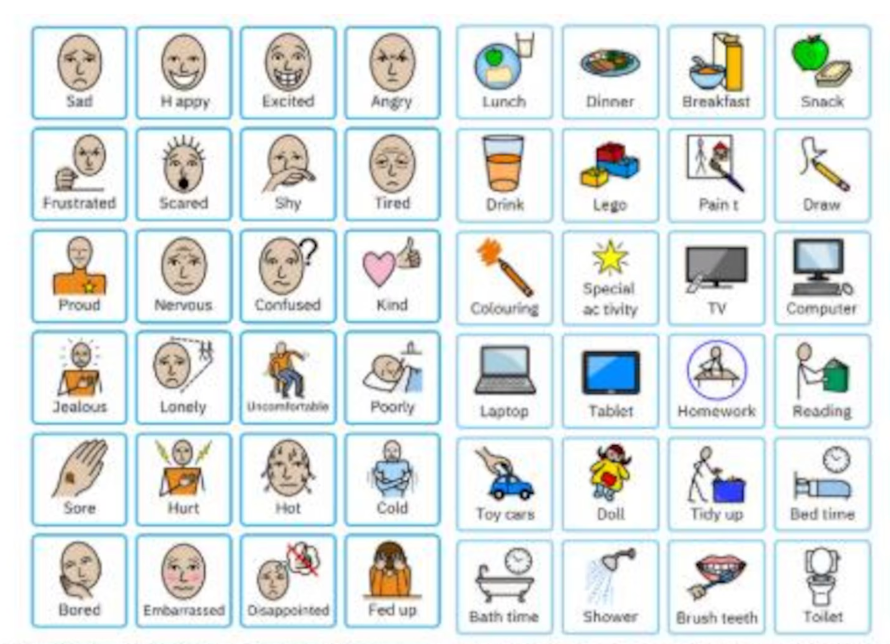 Sad
Happy
Excited
Angry
Frustrated
Scared
Shy
Tired
Proud
Nervous
Confused
?
Kind
Jealous
Lonely
Uncomfortable
Poorly
Sore
Hurt
Hot
Cold
Bored
Embarrassed
Disappointed
Fed up
Lunch
Dinner
Breakfast
Snack
Drink
Lego
Pain t
Draw
Colouring
Special
ac tivity
TV
Computer
Laptop
Tablet
Homework
Reading
Toy cars
Doll
Tidy up
Bed time
Bath time
Shower
Brush teeth
Toilet